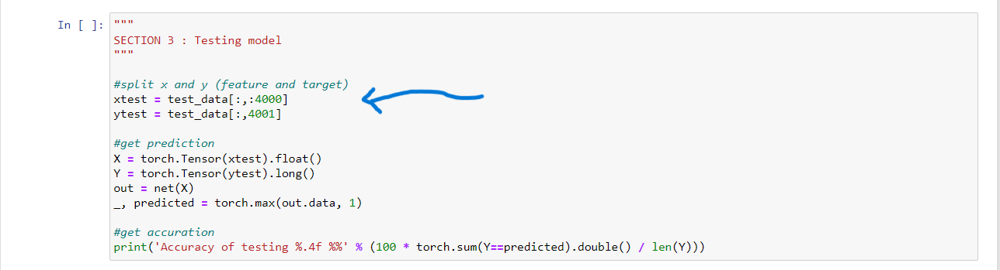 In [ ]: """
SECTION 3 : Testing model
"""
#split x and y (feature and target)
xtest = test_data[:,:4000]
ytest = test_data[:,4001]
#get prediction
X = torch.Tensor(xtest).float()
Y = torch.Tensor(ytest).long()
out = net(X)
_, predicted = torch.max(out.data, 1)
#get accuration
print('Accuracy of testing %.4f %%' % (100 * torch.sum(Y==predicted).double() / len(Y)))